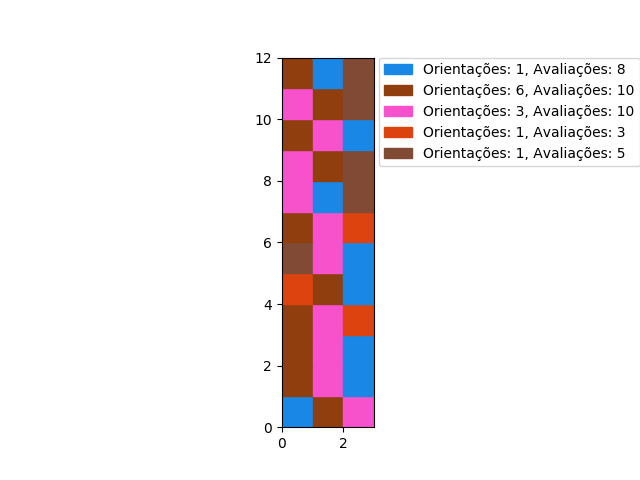 12
10
8
6
4
2
0
0 2
Orientações: 1, Avaliações: 8
Orientações: 6, Avaliações: 10
Orientações: 3, Avaliações: 10
Orientações: 1, Avaliações: 3
Orientações: 1, Avaliações: 5